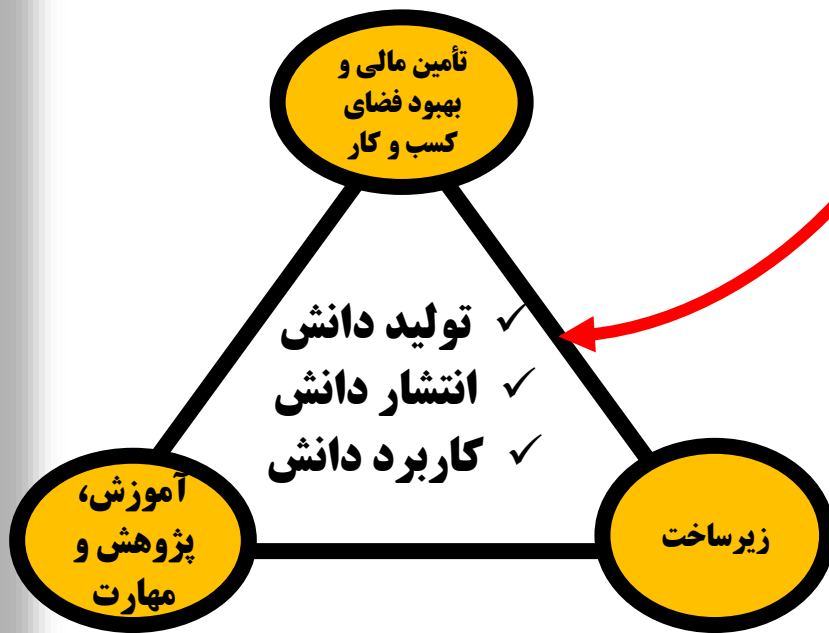 تأمین مالی و
بهبود فضای
کسب و کار
✓ تولید دانش
✓ انتشار دانش
✓ کاربرد دانش
آموزش،
پژوهش و
مهارت
زیرساخت